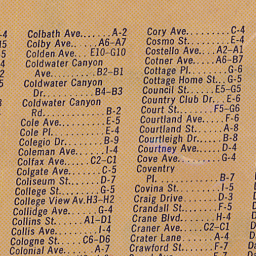 Colbath Ave......A-2
Colby Ave.....A6–A7
Colden Ave...E10–G10
Coldwater Canyon
Ave........B2–B1
Coldwater Canyon
Dr.........B4–B3
Coldwater Canyon
Rd..........B-2
Cole Ave........E-5
Cole Pl.........E-4
Colegio Dr......B-9
Coleman Ave.....I-4
Colfax Ave....C2–C1
Colgate Ave.....C-5
Coliseum St.....D-7
College St......G-5
College View Av.H3–H2
Collidge Ave....G-4
Collins St....A1–D1
Collis Ave......I-4
Cologne St....C6–D6
Colonial Ave....A-7
Cory Ave........C-4
Cosmo St........E-4
Costello Ave..A2–A1
Cotner Ave....A6–B7
Cottage Pl......G-6
Cottage Home St..G-5
Council St....E5–G5
Country Club Dr..E-6
Court St......F5–G6
Courtland Ave...F-6
Courtland St....A-8
Courtleigh Dr...B-8
Courtney Ave....D-4
Cove Ave........G-4
Coventry
Pl..........B-7
Covina St.......I-5
Craig Drive.....D-3
Crandall St.....F-5
Crane Blvd......H-4
Craner Ave....C2–C1
Crater Lane.....A-4
Crawford St.....F-7